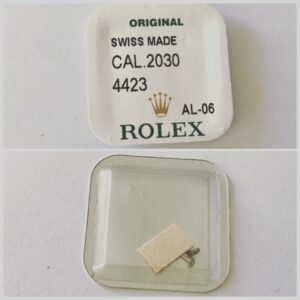 ORIGINAL
SWISS MADE
CAL.2030
4423
AL-06
ROLEX